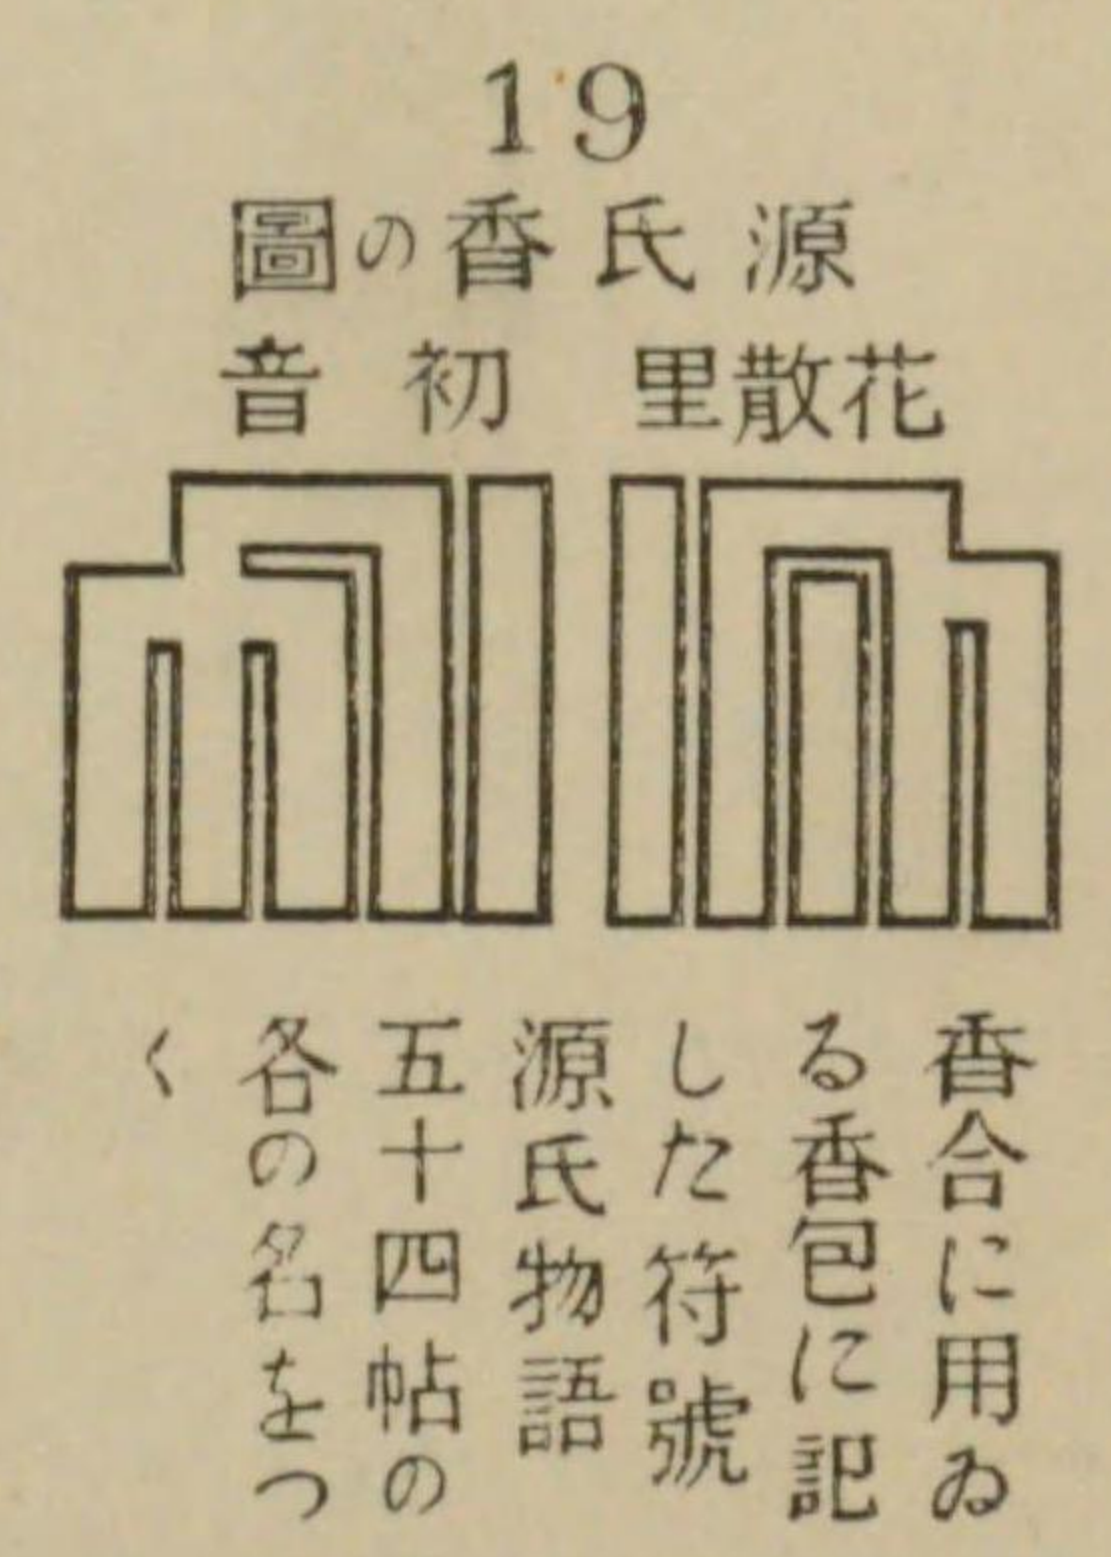 19
源氏香の圖
花散里 初音
香合に用ゐ
る香包に記
した符號
源氏物語
五十四帖の
各の名をつ
く